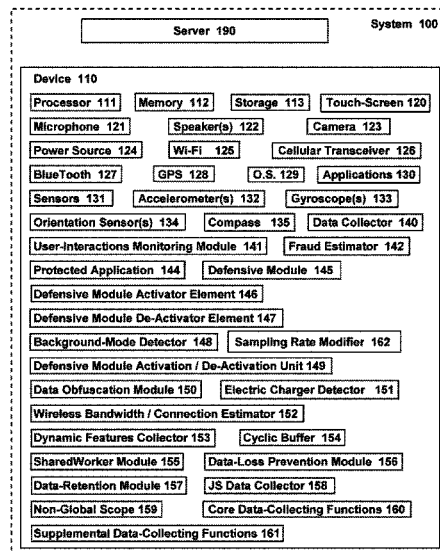 Server 190 System 100
Device 110
Processor 111 Memory 112 Storage 113 Touch-Screen 120
Microphone 121 Speaker(s) 122 Camera 123
Power Source 124 Wi-Fi 125 Cellular Transceiver 126
BlueTooth 127 GPS 128 O.S. 129 Applications 130
Sensors 131 Accelerometer(s) 132 Gyroscope(s) 133
Orientation Sensor(s) 134 Compass 135 Data Collector 140
User-Interactions Monitoring Module 141 Fraud Estimator 142
Protected Application 144 Defensive Module 145
Defensive Module Activator Element 146
Defensive Module De-Activator Element 147
Background-Mode Detector 148 Sampling Rate Modifier 162
Defensive Module Activation / De-Activation Unit 149
Data Obfuscation Module 150 Electric Charger Detector 151
Wireless Bandwidth / Connection Estimator 152
Dynamic Features Collector 153 Cyclic Buffer 154
SharedWorker Module 155 Data-Loss Prevention Module 156
Data-Retention Module 157 JS Data Collector 158
Non-Global Scope 159 Core Data-Collecting Functions 160
Supplemental Data-Collecting Functions 161